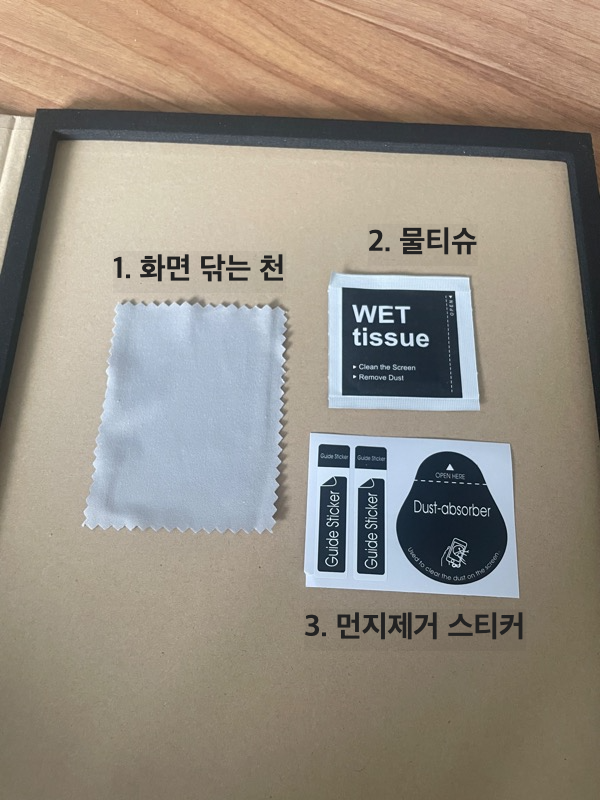 1. 화면 닦는 천
2. 물티슈
WET
tissue
▸ Clean the Screen
▸ Remove Dust
OPEN
Guide Sticker
Guide Sticker
Guide Sticker
Guide Sticker
OPEN HERE
Dust-absorber
Used to clear the dust on the screen
3. 먼지제거 스티커